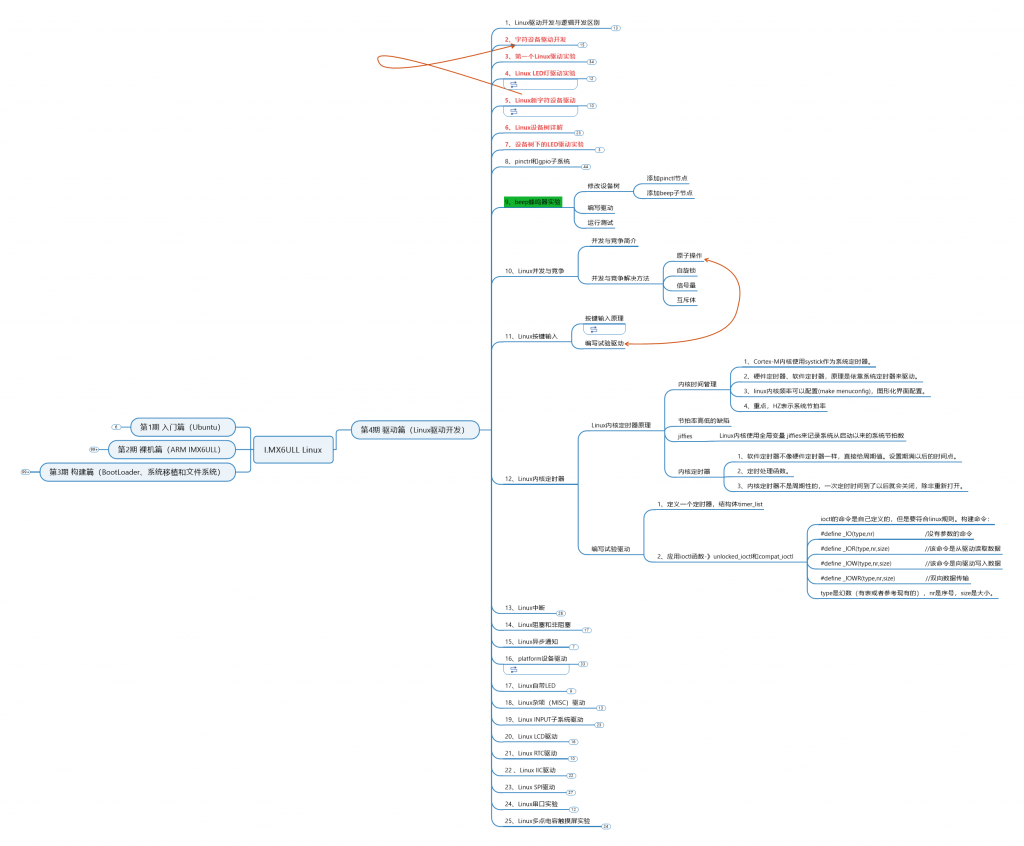 1、Linux驱动开发与逻辑开发区别
2、字符设备驱动开发
3、第一个Linux驱动实验
4、Linux LED灯驱动实验
5、Linux新字符设备驱动
6、Linux设备树详解
7、设备树下的LED驱动实验
8、pinctrl和gpio子系统
9、beep蜂鸣器实验
修改设备树
添加pinctl节点
添加beep子节点
编写驱动
运行测试
10、Linux并发与竞争
并发与竞争简介
并发与竞争解决方法
原子操作
自旋锁
信号量
互斥体
11、Linux按键输入
按键输入原理
编写试验驱动
12、Linux内核定时器
Linux内核定时器原理
内核时间管理
1、Cortex-M内核使用systick作为系统定时器。
2、硬件定时器，软件定时器，原理是依靠系统定时器来驱动。
3、linux内核频率可以配置(make menuconfig)，图形化界面配置。
4、重点，HZ表示系统节拍率
节拍率高低的缺陷
jiffies
Linux内核使用全局变量 jiffies来记录系统从启动以来的系统节拍数
内核定时器
1、软件定时器不像硬件定时器一样，直接给周期值。设置期满以后的时间点。
2、定时处理函数。
3、内核定时器不是周期性的，一次定时时间到了以后就会关闭，除非重新打开。
编写试验驱动
1、定义一个定时器，结构体timer_list
2、应用ioctl函数-》unlocked_ioctl和compat_ioctl
ioctl的命令是自己定义的，但是要符合linux规则。构建命令：
#define _IO(type,nr) //没有参数的命令
#define _IOR(type,nr,size) //该命令是从驱动读取数据
#define _IOW(type,nr,size) //该命令是向驱动写入数据
#define _IOWR(type,nr,size) //双向数据传输
type是幻数（有表或者参考现有的），nr是序号，size是大小。
13、Linux中断
14、Linux阻塞和非阻塞
15、Linux异步通知
16、platform设备驱动
17、Linux自带LED
18、Linux杂项（MISC）驱动
19、Linux INPUT子系统驱动
20、Linux LCD驱动
21、Linux RTC驱动
22 、Linux IIC驱动
23、Linux SPI驱动
24、Linux串口实验
25、Linux多点电容触摸屏实验
第4期 驱动篇（Linux驱动开发）
I.MX6ULL Linux
第1期 入门篇（Ubuntu）
第2期 裸机篇（ARM IMX6ULL)
第3期 构建篇（BootLoader、系统移植和文件系统）